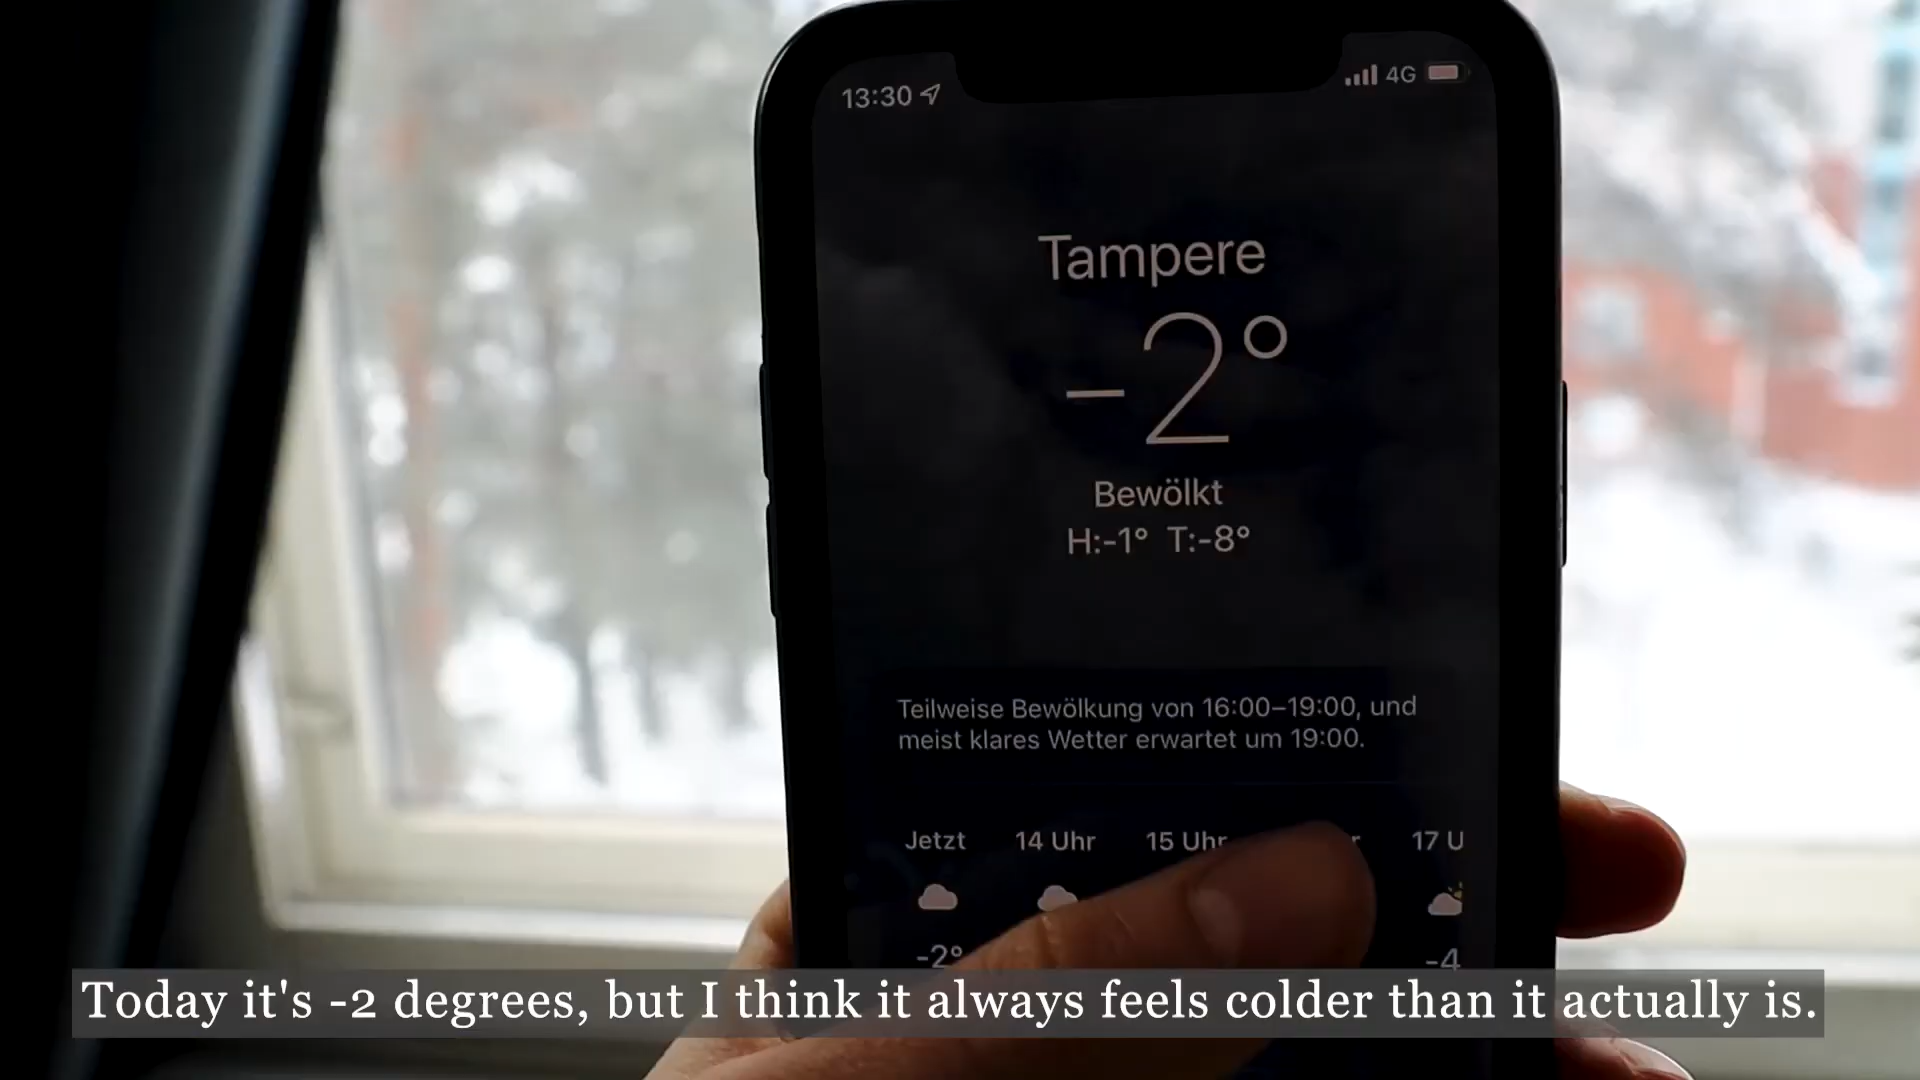 13:30
4G
Tampere
-2°
Bewölkt
H:-1° T:-8°
Teilweise Bewölkung von 16:00–19:00, und
meist klares Wetter erwartet um 19:00.
Jetzt 14 Uhr 15 Uhr 17 U
-2° -4
Today it's -2 degrees, but I think it always feels colder than it actually is.